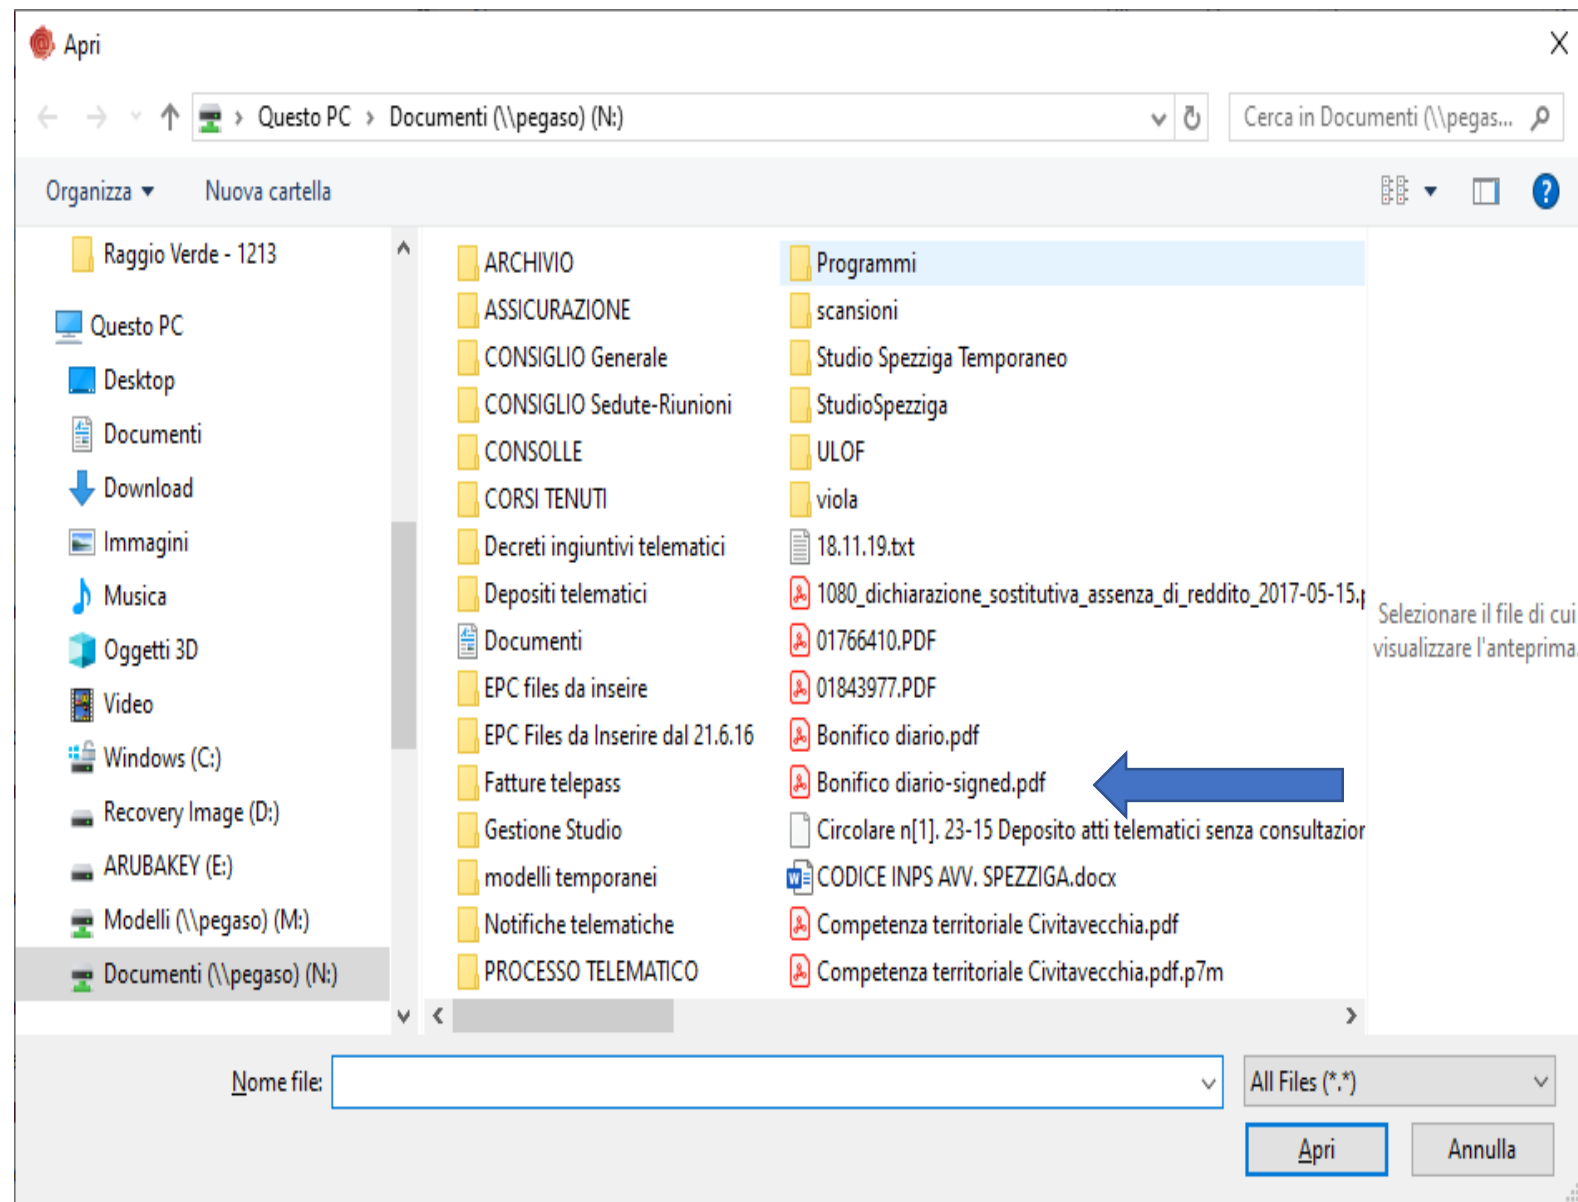 Apri
Questo PC > Documenti (\\pegaso) (N:)
Cerca in Documenti (\\pegas...
Organizza
Nuova cartella
Raggio Verde - 1213
Questo PC
Desktop
Documenti
Download
Immagini
Musica
Oggetti 3D
Video
Windows (C:)
Recovery Image (D:)
ARUBAKEY (E:)
Modelli (\\pegaso) (M:)
Documenti (\\pegaso) (N:)
ARCHIVIO
ASSICURAZIONE
CONSIGLIO Generale
CONSIGLIO Sedute-Riunioni
CONSOLLE
CORSI TENUTI
Decreti ingiuntivi telematici
Depositi telematici
Documenti
EPC files da inseire
EPC Files da Inserire dal 21.6.16
Fatture telepass
Gestione Studio
modelli temporanei
Notifiche telematiche
PROCESSO TELEMATICO
Programmi
scansioni
Studio Spezziga Temporaneo
StudioSpezziga
ULOF
viola
18.11.19.txt
1080_dichiarazione_sostitutiva_assenza_di_reddito_2017-05-15.p
01766410.PDF
01843977.PDF
Bonifico diario.pdf
Bonifico diario-signed.pdf
Circolare n[1]. 23-15 Deposito atti telematici senza consultazior
CODICE INPS AVV. SPEZZIGA.docx
Competenza territoriale Civitavecchia.pdf
Competenza territoriale Civitavecchia.pdf.p7m
Selezionare il file di cui
visualizzare l'anteprima.
Nome file:
All Files (*.*)
Apri
Annulla